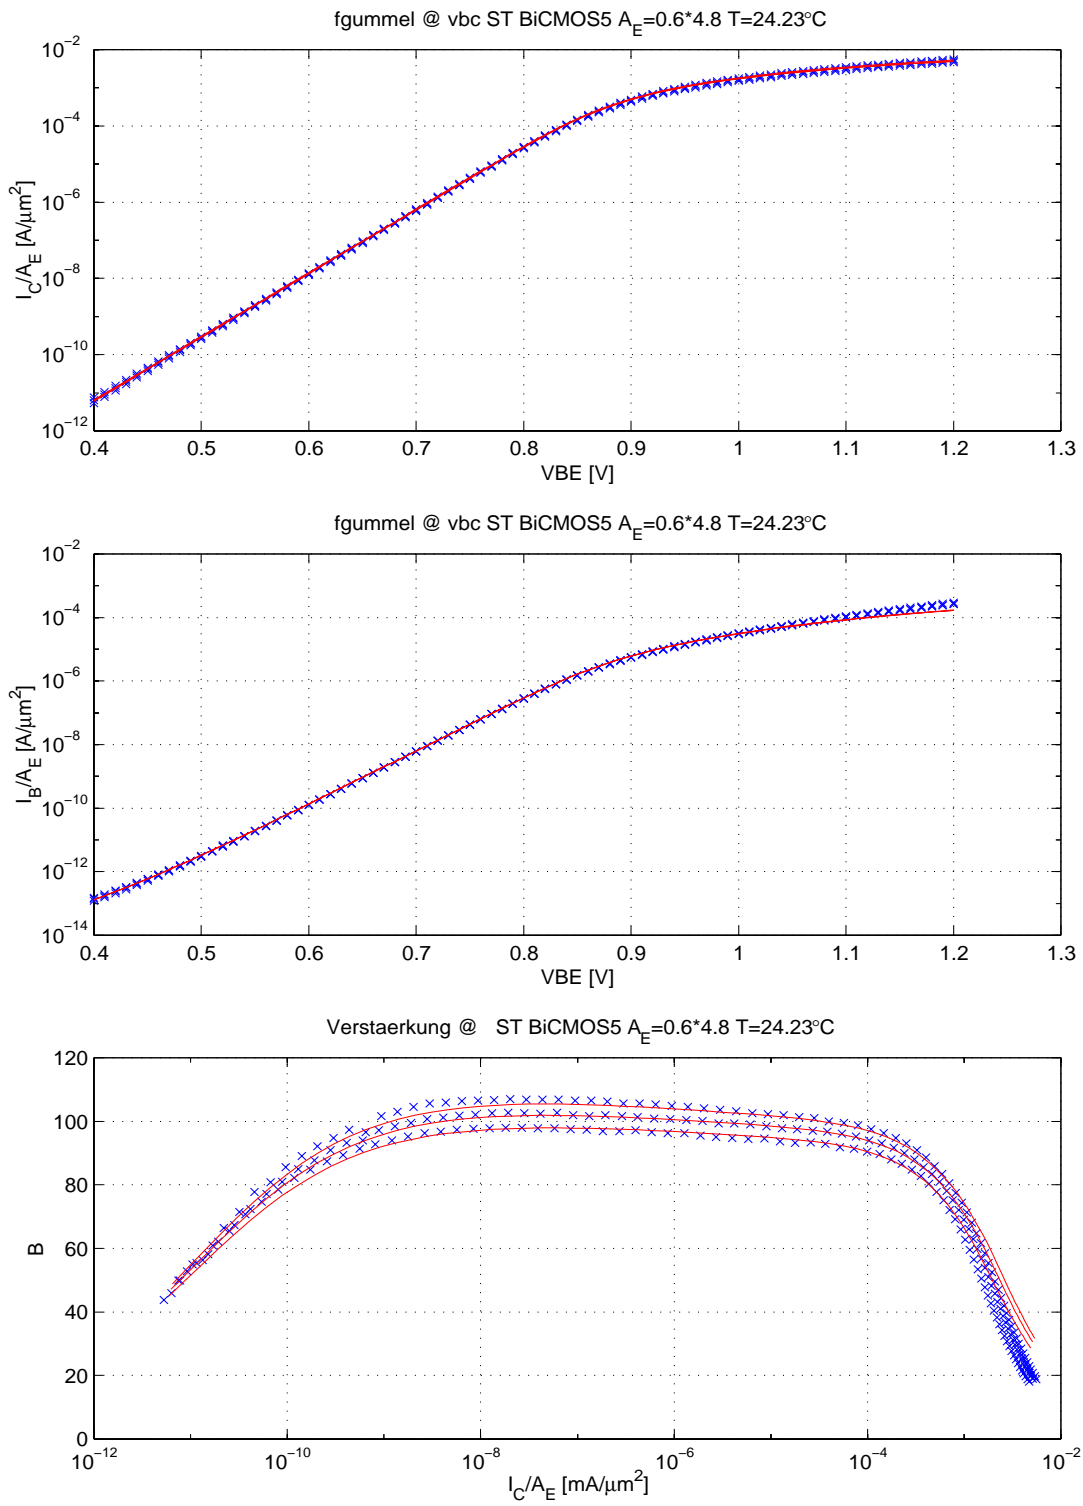 fgummel @ vbc ST BiCMOS5 A_E=0.6*4.8 T=24.23°C
I_C/A_E [A/μm²]
10⁻²
10⁻⁴
10⁻⁶
10⁻⁸
10⁻¹⁰
10⁻¹²
0.4 0.5 0.6 0.7 0.8 0.9 1 1.1 1.2 1.3
VBE [V]
fgummel @ vbc ST BiCMOS5 A_E=0.6*4.8 T=24.23°C
I_B/A_E [A/μm²]
10⁻²
10⁻⁴
10⁻⁶
10⁻⁸
10⁻¹⁰
10⁻¹²
10⁻¹⁴
0.4 0.5 0.6 0.7 0.8 0.9 1 1.1 1.2 1.3
VBE [V]
Verstaerkung @ ST BiCMOS5 A_E=0.6*4.8 T=24.23°C
B
120
100
80
60
40
20
0
10⁻¹² 10⁻¹⁰ 10⁻⁸ 10⁻⁶ 10⁻⁴ 10⁻²
I_C/A_E [mA/μm²]